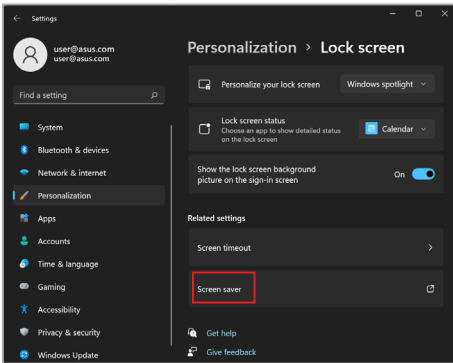 Settings
user@asus.com
user@asus.com
Find a setting
System
Bluetooth & devices
Network & internet
Personalization
Apps
Accounts
Time & language
Gaming
Accessibility
Privacy & security
Windows Update
Personalization > Lock screen
Personalize your lock screen
Windows spotlight
Lock screen status
Choose an app to show detailed status
on the lock screen
Calendar
Show the lock screen background
picture on the sign-in screen
On
Related settings
Screen timeout
Screen saver
Get help
Give feedback